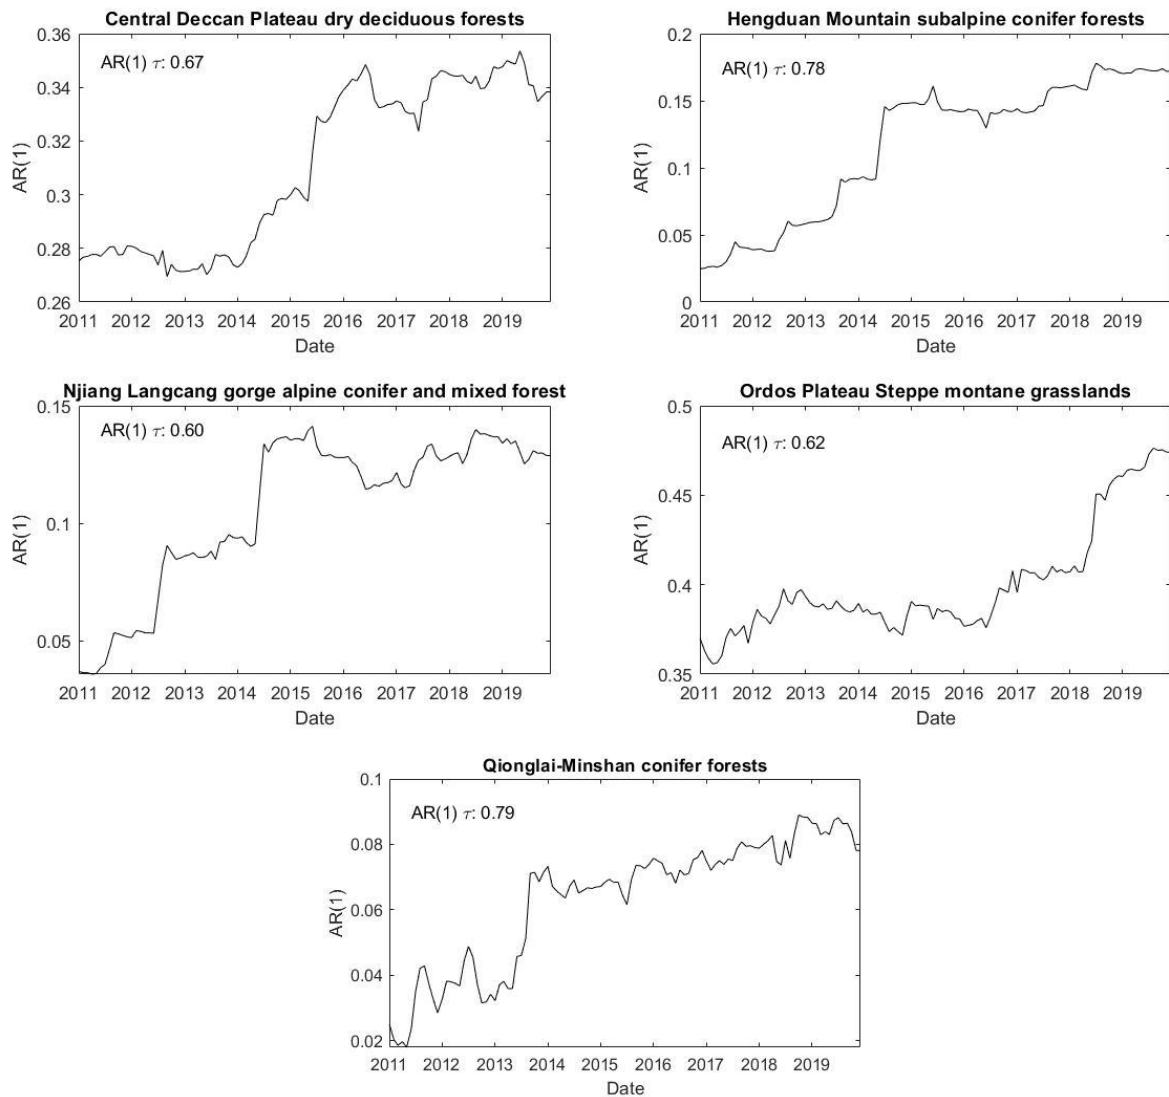 Central Deccan Plateau dry deciduous forests
AR(1) τ: 0.67
AR(1)
0.36
0.34
0.32
0.3
0.28
0.26
2011 2012 2013 2014 2015 2016 2017 2018 2019
Date
Hengduan Mountain subalpine conifer forests
AR(1) τ: 0.78
AR(1)
0.2
0.15
0.1
0.05
0
2011 2012 2013 2014 2015 2016 2017 2018 2019
Date
Njiang Langcang gorge alpine conifer and mixed forest
AR(1) τ: 0.60
AR(1)
0.15
0.1
0.05
2011 2012 2013 2014 2015 2016 2017 2018 2019
Date
Ordos Plateau Steppe montane grasslands
AR(1) τ: 0.62
AR(1)
0.5
0.45
0.4
0.35
2011 2012 2013 2014 2015 2016 2017 2018 2019
Date
Qionglai-Minshan conifer forests
AR(1) τ: 0.79
AR(1)
0.1
0.08
0.06
0.04
0.02
2011 2012 2013 2014 2015 2016 2017 2018 2019
Date